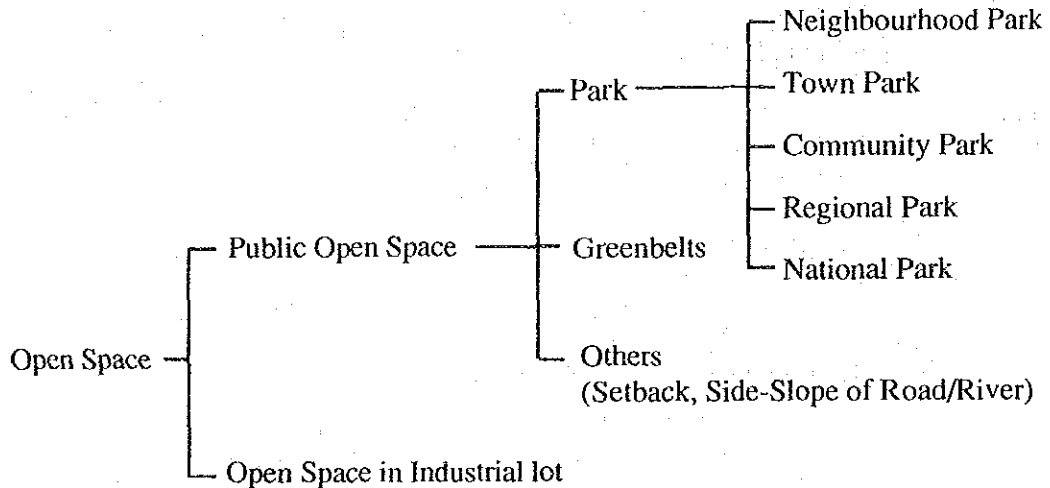 Neighbourhood Park
Park
Town Park
Community Park
Regional Park
Public Open Space
Greenbelts
National Park
Open Space
Others
(Setback, Side-Slope of Road/River)
Open Space in Industrial lot